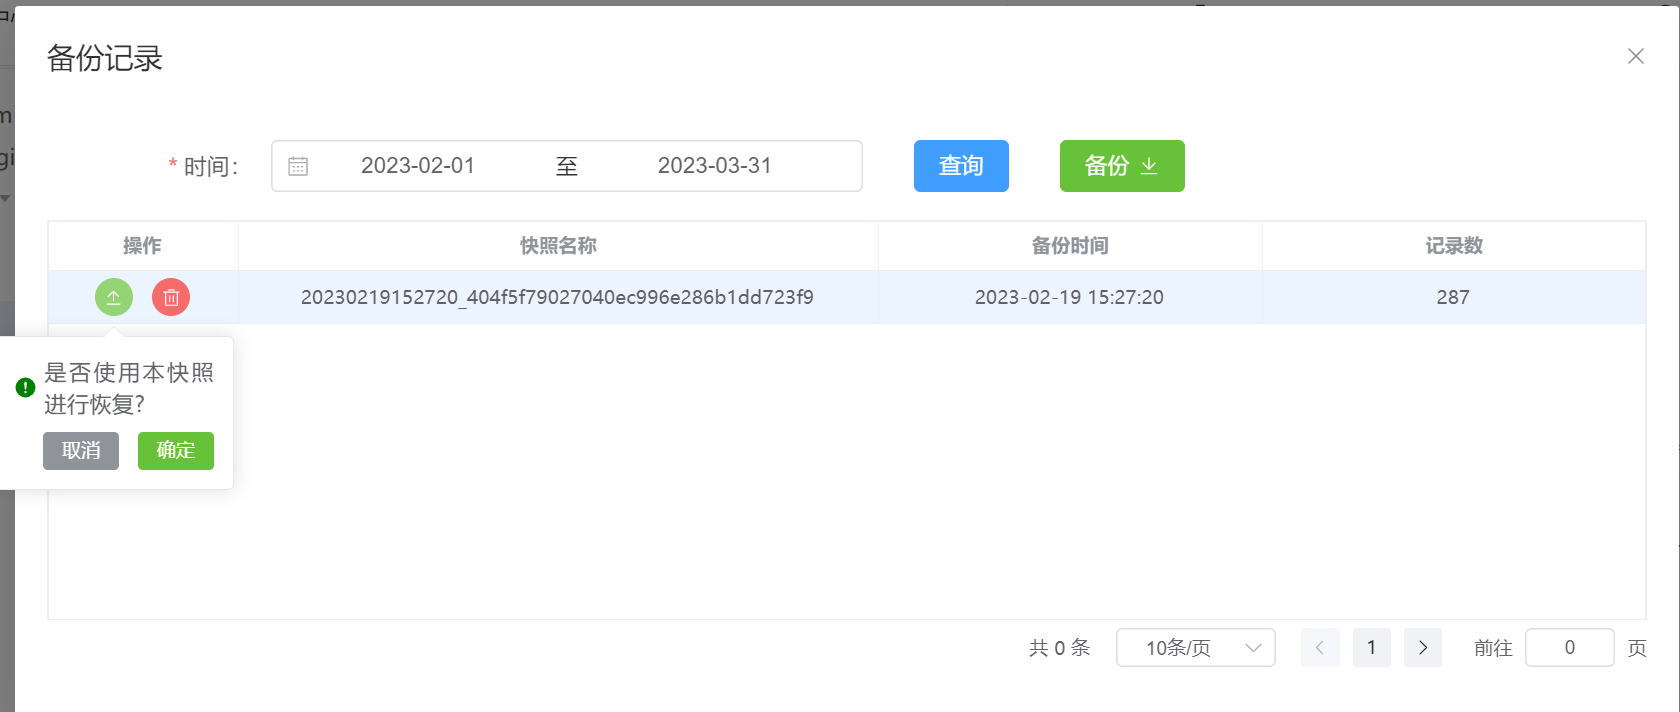 备份记录
* 时间： 2023-02-01 至 2023-03-31 查询 备份
操作 快照名称 备份时间 记录数
20230219152720_404f5f79027040ec996e286b1dd723f9 2023-02-19 15:27:20 287
是否使用本快照
进行恢复?
取消 确定
共 0 条 10条/页 1 前往 0 页